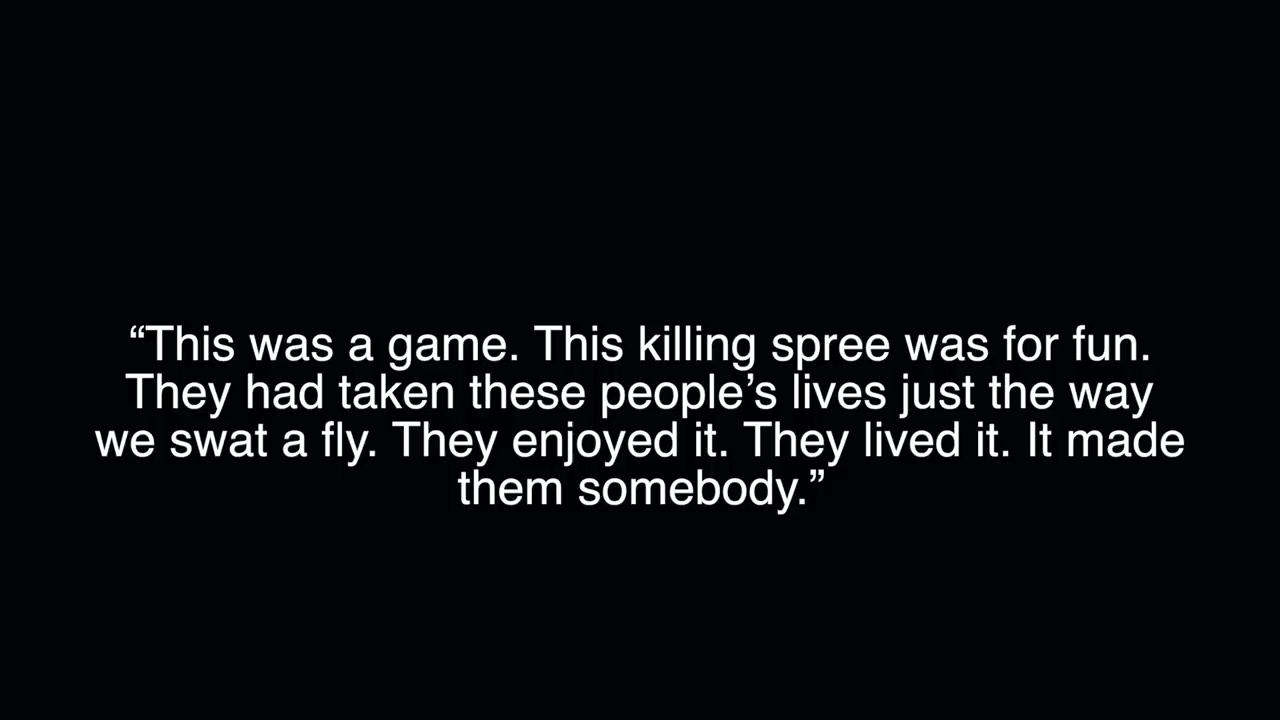 “This was a game. This killing spree was for fun.
They had taken these people’s lives just the way
we swat a fly. They enjoyed it. They lived it. It made
them somebody.”